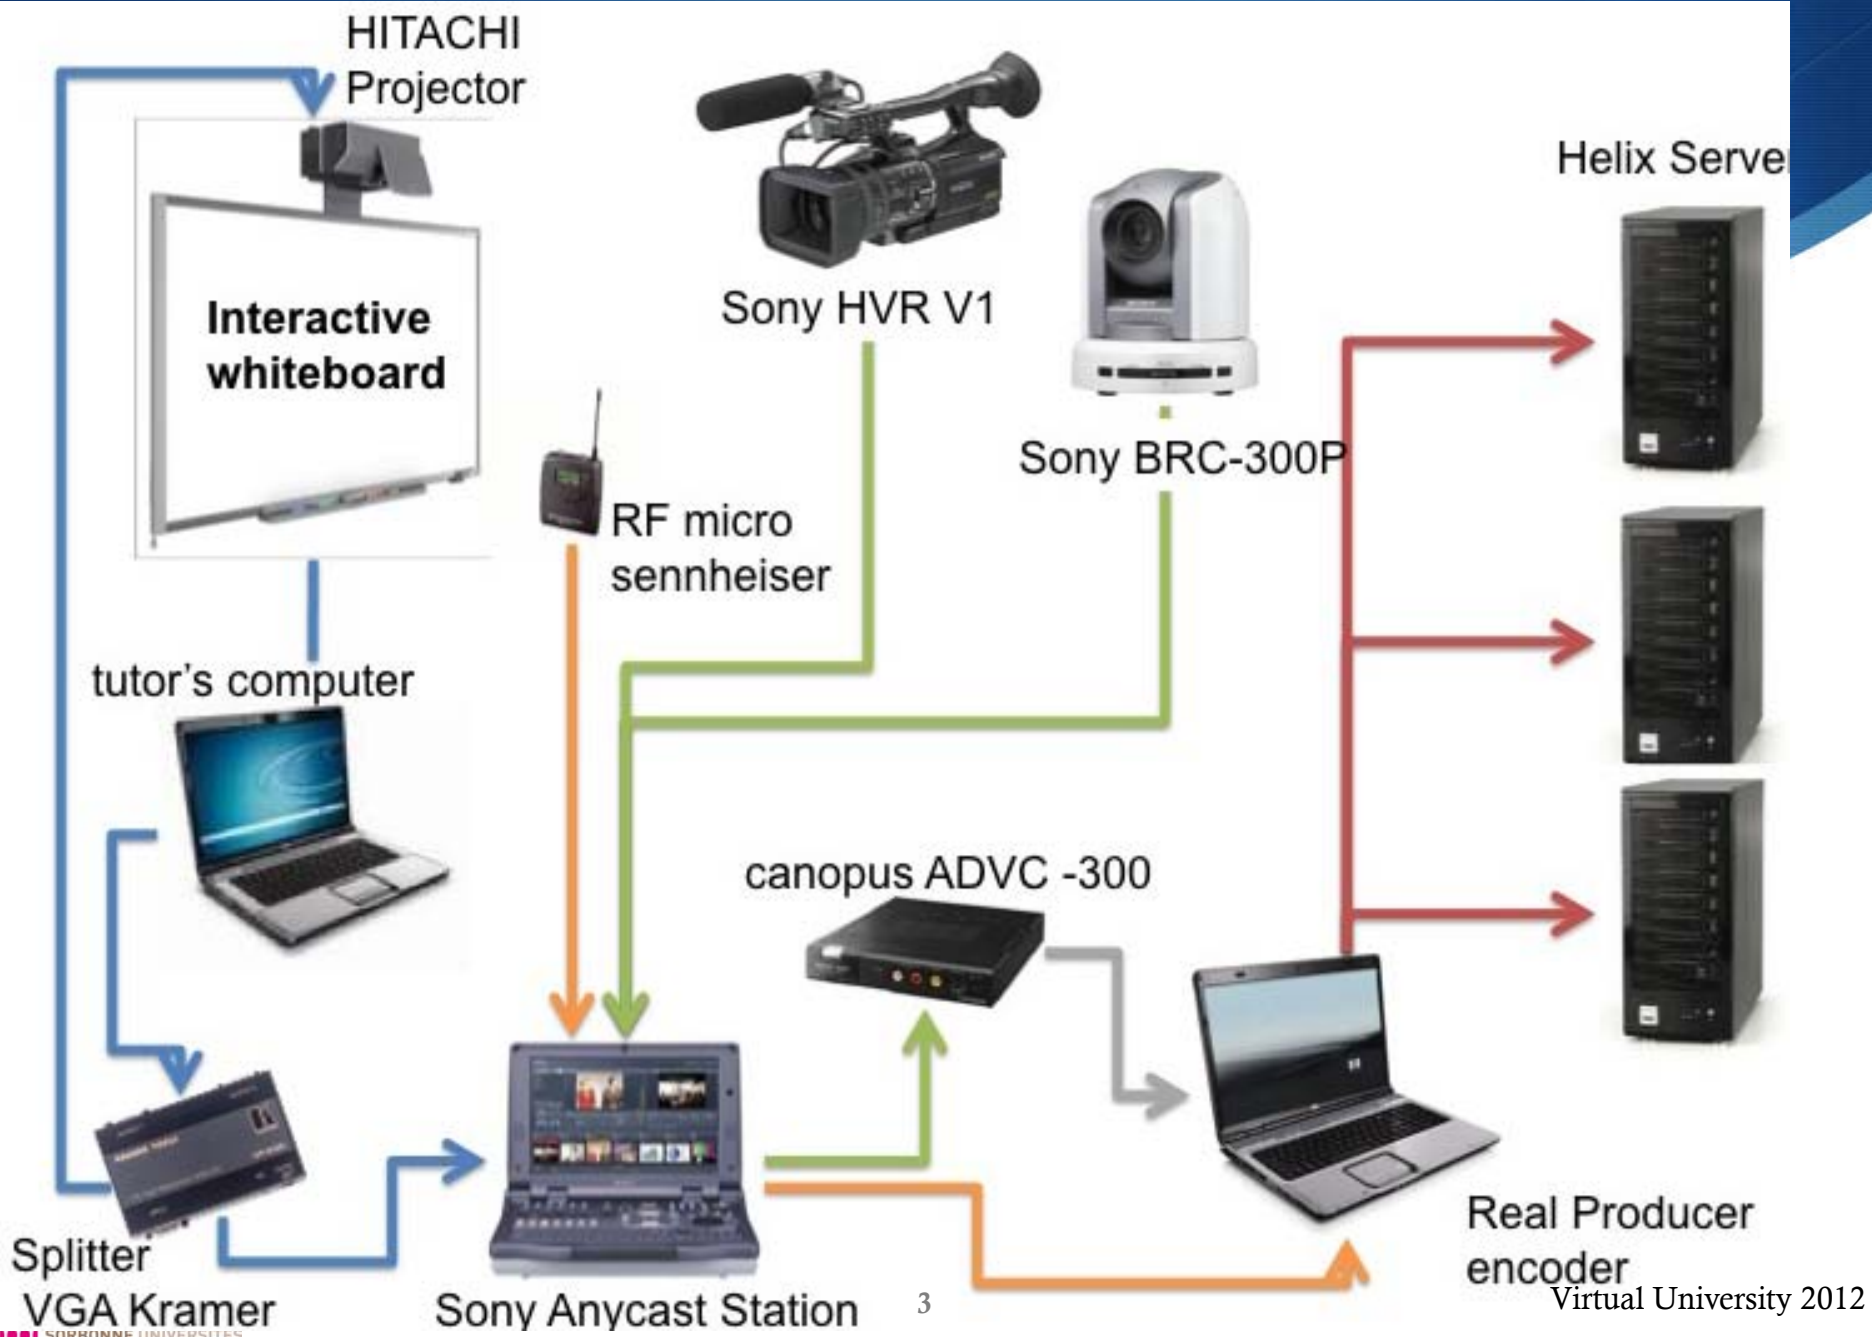 HITACHI
Projector
Helix Serve
Interactive
whiteboard
Sony HVR V1
Sony BRC-300P
RF micro
sennheiser
tutor's computer
canopus ADVC -300
Real Producer
encoder
Splitter
VGA Kramer
Sony Anycast Station
3
Virtual University 2012
SORBONNE UNIVERSITES